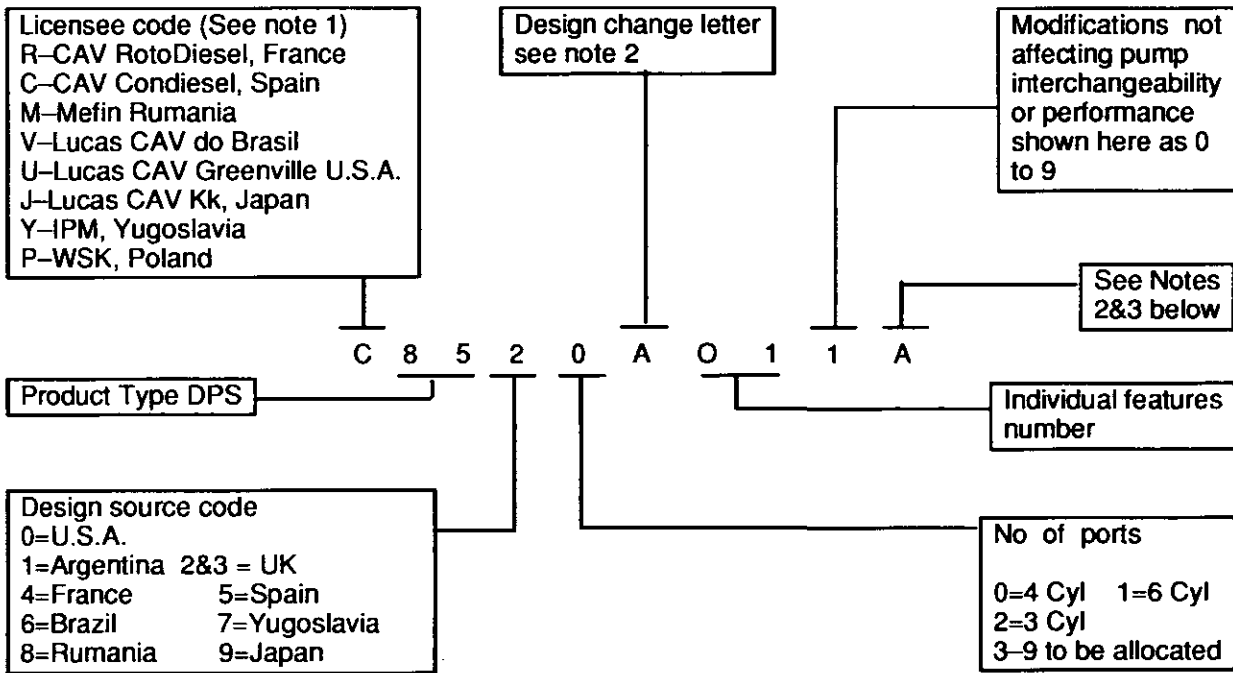 Licensee code (See note 1)
R–CAV RotoDiesel, France
C–CAV Condiesel, Spain
M–Mefin Rumania
V–Lucas CAV do Brasil
U–Lucas CAV Greenville U.S.A.
J–Lucas CAV Kk, Japan
Y–IPM, Yugoslavia
P–WSK, Poland
Design change letter
see note 2
Modifications not
affecting pump
interchangeability
or performance
shown here as 0
to 9
See Notes
2&3 below
C 8 5 2 0 A O 1 1 A
Product Type DPS
Individual features
number
Design source code
0=U.S.A.
1=Argentina 2&3 = UK
4=France 5=Spain
6=Brazil 7=Yugoslavia
8=Rumania 9=Japan
No of ports
0=4 Cyl 1=6 Cyl
2=3 Cyl
3–9 to be allocated